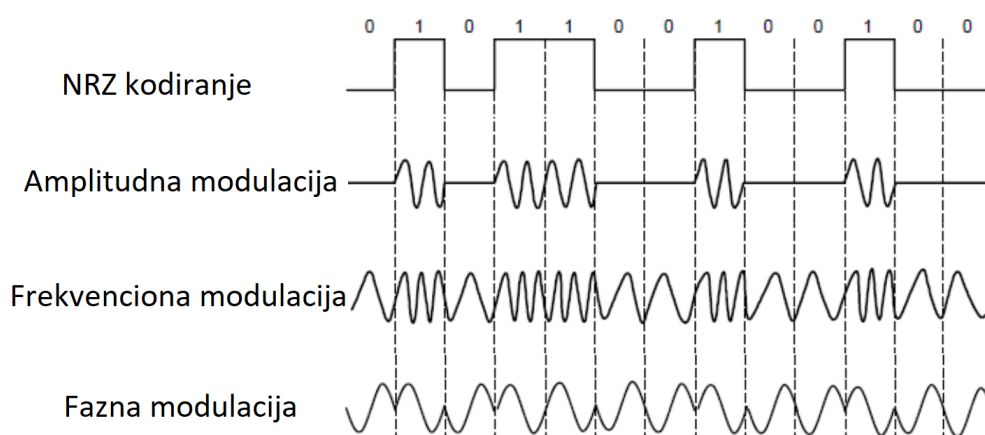 0 1 0 1 1 0 0 1 0 0 1 0 0
NRZ kodiranje
Amplitudna modulacija
Frekvenciona modulacija
Fazna modulacija